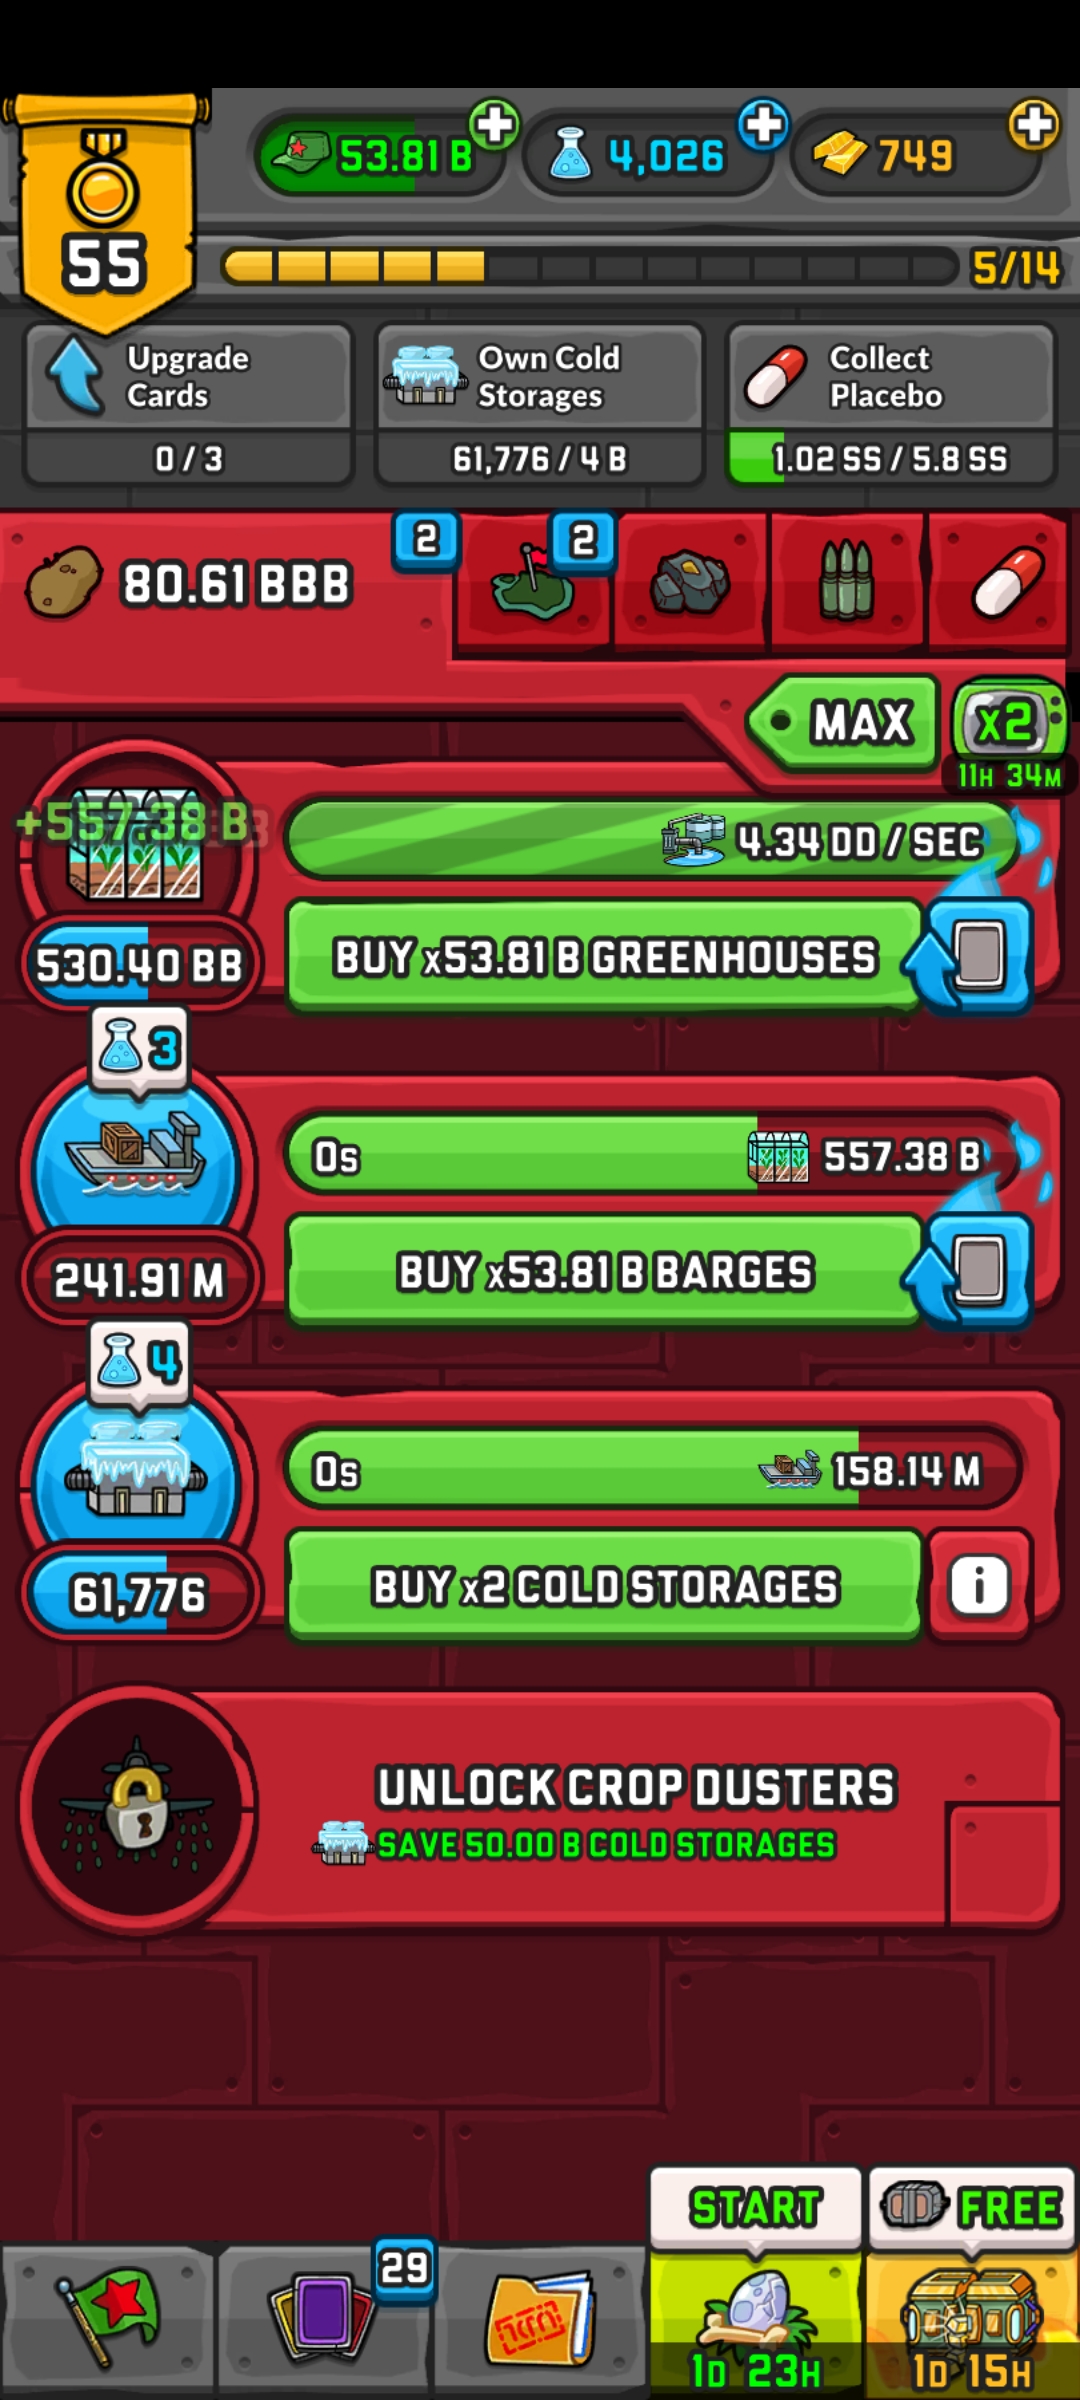 53.81 B
4,026
749
55
5/14
Upgrade
Cards
0 / 3
Own Cold
Storages
61,776 / 4 B
Collect
Placebo
1.02 SS / 5.8 SS
80.61 BBB
2
2
MAX
x2
11H 34M
+557.38 B
4.34 DD / SEC
530.40 BB
BUY x53.81 B GREENHOUSES
3
0s
557.38 B
241.91 M
BUY x53.81 B BARGES
4
0s
158.14 M
61,776
BUY x2 COLD STORAGES
i
UNLOCK CROP DUSTERS
SAVE 50.00 B COLD STORAGES
START
FREE
29
1D 23H
1D 15H